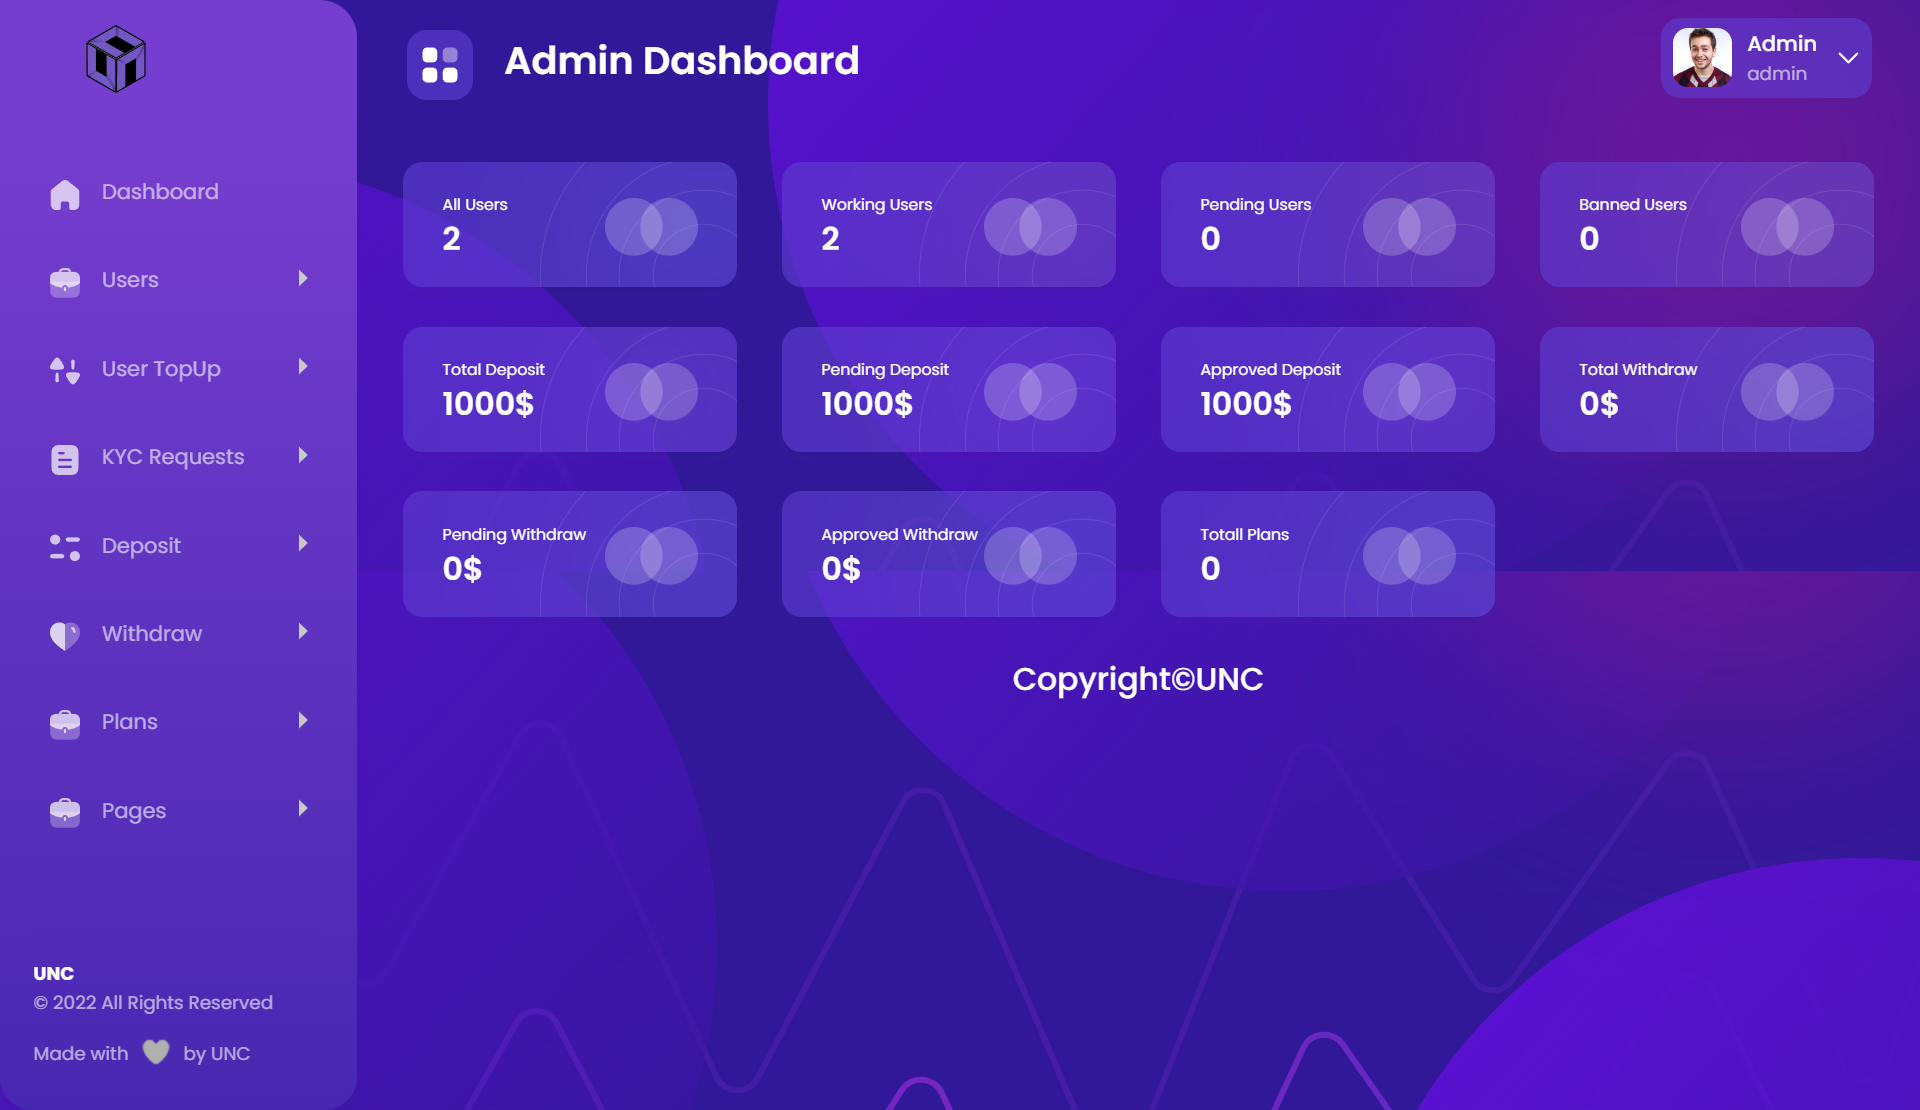 Admin Dashboard
Admin
admin
Dashboard
Users
User TopUp
KYC Requests
Deposit
Withdraw
Plans
Pages
UNC
© 2022 All Rights Reserved
Made with by UNC
All Users
2
Working Users
2
Pending Users
0
Banned Users
0
Total Deposit
1000$
Pending Deposit
1000$
Approved Deposit
1000$
Total Withdraw
0$
Pending Withdraw
0$
Approved Withdraw
0$
Totall Plans
0
Copyright©UNC